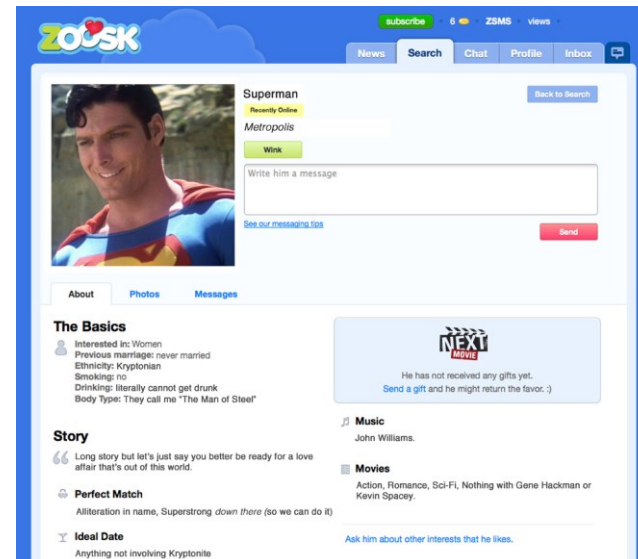 ZOOSK
subscribe 6 ZSMS views
News Search Chat Profile Inbox
Superman
Back to Search
Recently Online
Metropolis
Wink
Write him a message
See our messaging tips
Send
About Photos Messages
The Basics
Interested in: Women
Previous marriage: never married
Ethnicity: Kryptonian
Smoking: no
Drinking: literally cannot get drunk
Body Type: They call me "The Man of Steel"
Story
Long story but let's just say you better be ready for a love
affair that's out of this world.
Perfect Match
Alliteration in name, Superstrong down there (so we can do it)
Ideal Date
Anything not involving Kryptonite
NEXT
MOVIE
He has not received any gifts yet.
Send a gift and he might return the favor. :)
Music
John Williams.
Movies
Action, Romance, Sci-Fi, Nothing with Gene Hackman or
Kevin Spacey.
Ask him about other interests that he likes.